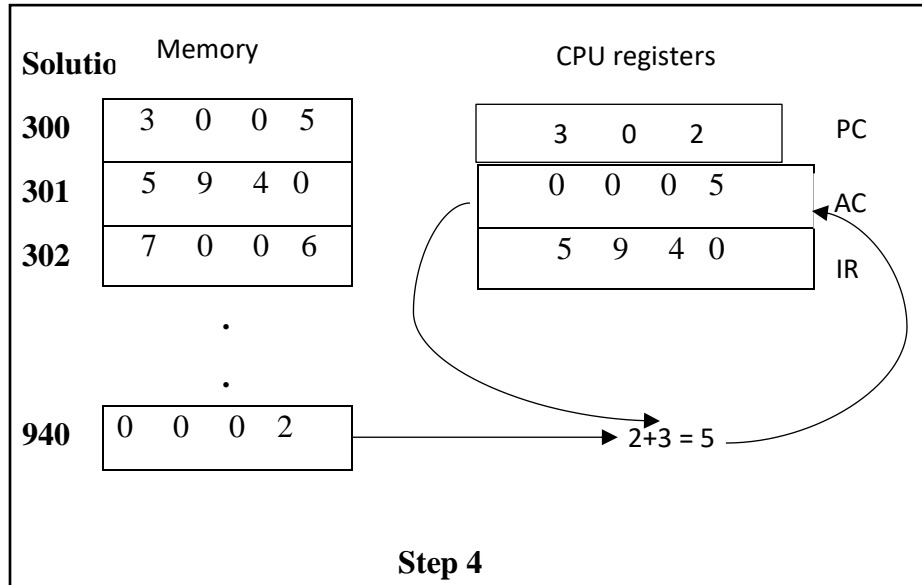 Solutio
Memory
CPU registers
300
3 0 0 5
3 0 2
PC
301
5 9 4 0
0 0 0 5
AC
302
7 0 0 6
5 9 4 0
IR
.
.
940
0 0 0 2
2+3 = 5
Step 4